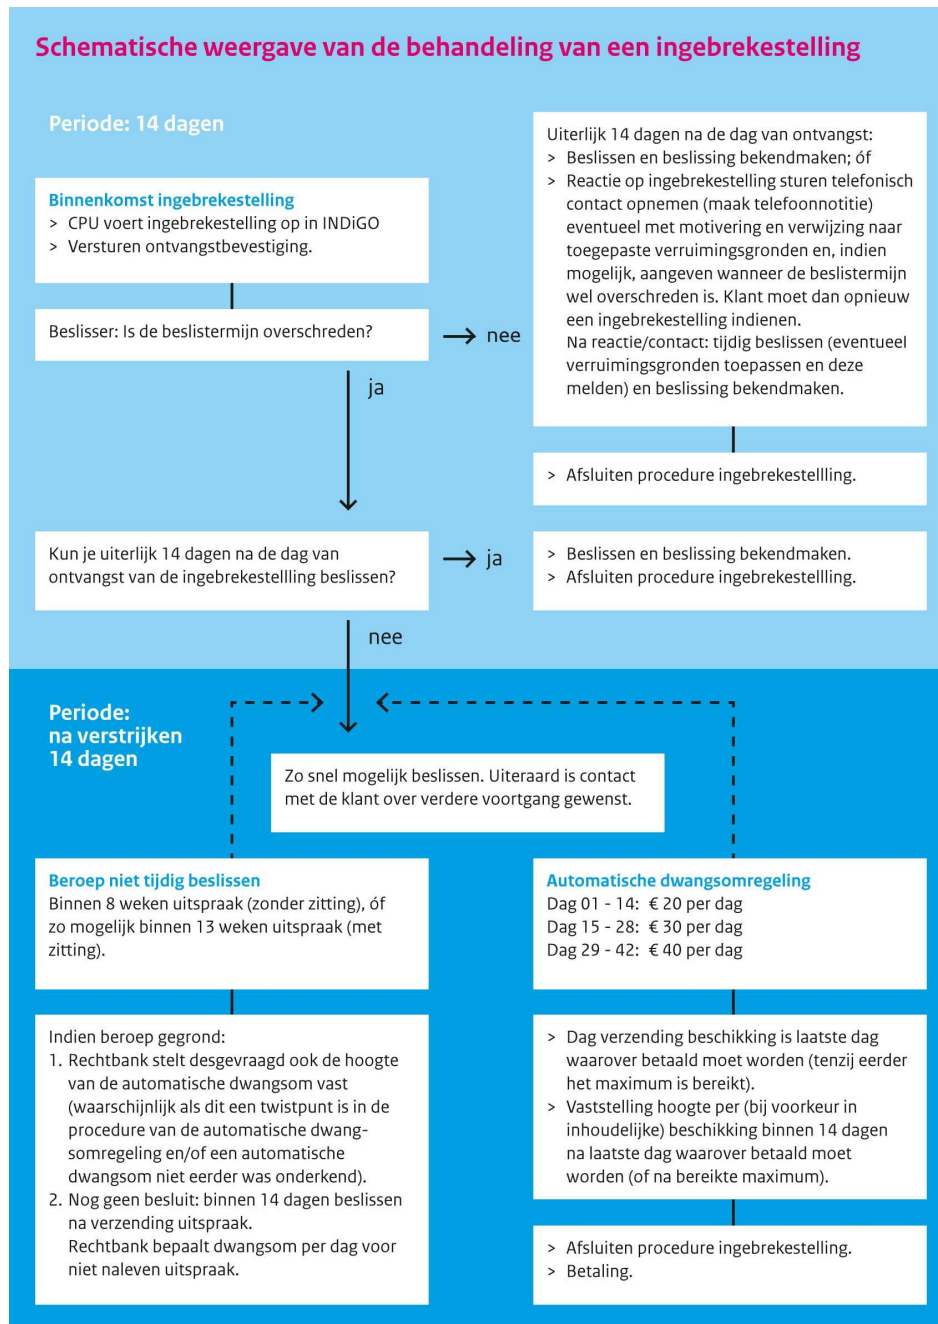 Schematische weergave van de behandeling van een ingebrekestelling
Periode: 14 dagen
Binnenkomst ingebrekestelling
> CPU voert ingebrekestelling op in INDiGO
> Versturen ontvangstbevestiging.
Beslisser: Is de beslistermijn overschreden?
nee
Uiterlijk 14 dagen na de dag van ontvangst:
> Beslissen en beslissing bekendmaken; óf
> Reactie op ingebrekestelling sturen telefonisch
contact opnemen (maak telefoonnotitie)
eventueel met motivering en verwijzing naar
toegepaste verruimingsgronden en, indien
mogelijk, aangeven wanneer de beslistermijn
wel overschreden is. Klant moet dan opnieuw
een ingebrekestelling indienen.
Na reactie/contact: tijdig beslissen (eventueel
verruimingsgronden toepassen en deze
melden) en beslissing bekendmaken.
> Afsluiten procedure ingebrekestellling.
ja
Kun je uiterlijk 14 dagen na de dag van
ontvangst van de ingebrekestellling beslissen?
ja
> Beslissen en beslissing bekendmaken.
> Afsluiten procedure ingebrekestellling.
nee
Periode:
na verstrijken
14 dagen
Zo snel mogelijk beslissen. Uiteraard is contact
met de klant over verdere voortgang gewenst.
Beroep niet tijdig beslissen
Binnen 8 weken uitspraak (zonder zitting), óf
zo mogelijk binnen 13 weken uitspraak (met
zitting).
Indien beroep gegrond:
1. Rechtbank stelt desgevraagd ook de hoogte
van de automatische dwangsom vast
(waarschijnlijk als dit een twistpunt is in de
procedure van de automatische dwang-
somregeling en/of een automatische
dwangsom niet eerder was onderkend).
2. Nog geen besluit: binnen 14 dagen beslissen
na verzending uitspraak.
Rechtbank bepaalt dwangsom per dag voor
niet naleven uitspraak.
Automatische dwangsomregeling
Dag 01 - 14: € 20 per dag
Dag 15 - 28: € 30 per dag
Dag 29 - 42: € 40 per dag
> Dag verzending beschikking is laatste dag
waarover betaald moet worden (tenzij eerder
het maximum is bereikt).
> Vaststelling hoogte per (bij voorkeur in
inhoudelijke) beschikking binnen 14 dagen
na laatste dag waarover betaald moet
worden (of na bereikte maximum).
> Afsluiten procedure ingebrekestelling.
> Betaling.